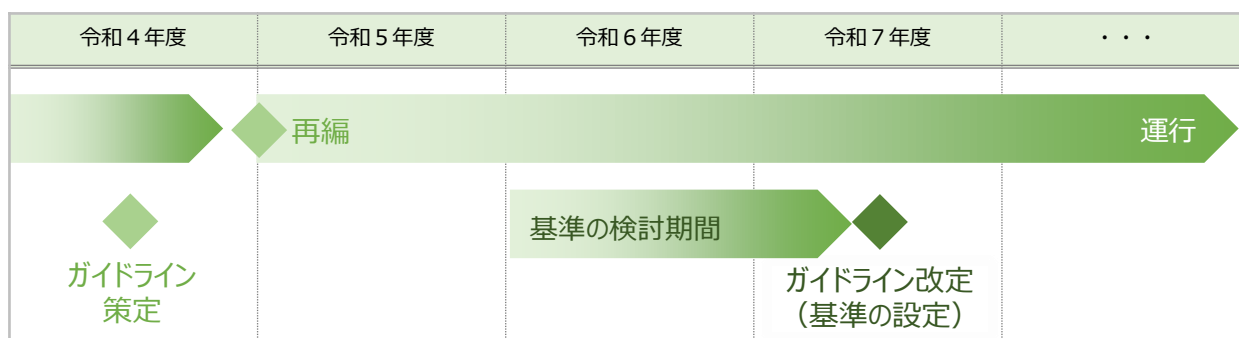 令和４年度
令和５年度
令和６年度
令和７年度
・・・
再編
運行
基準の検討期間
ガイドライン
策定
ガイドライン改定
（基準の設定）